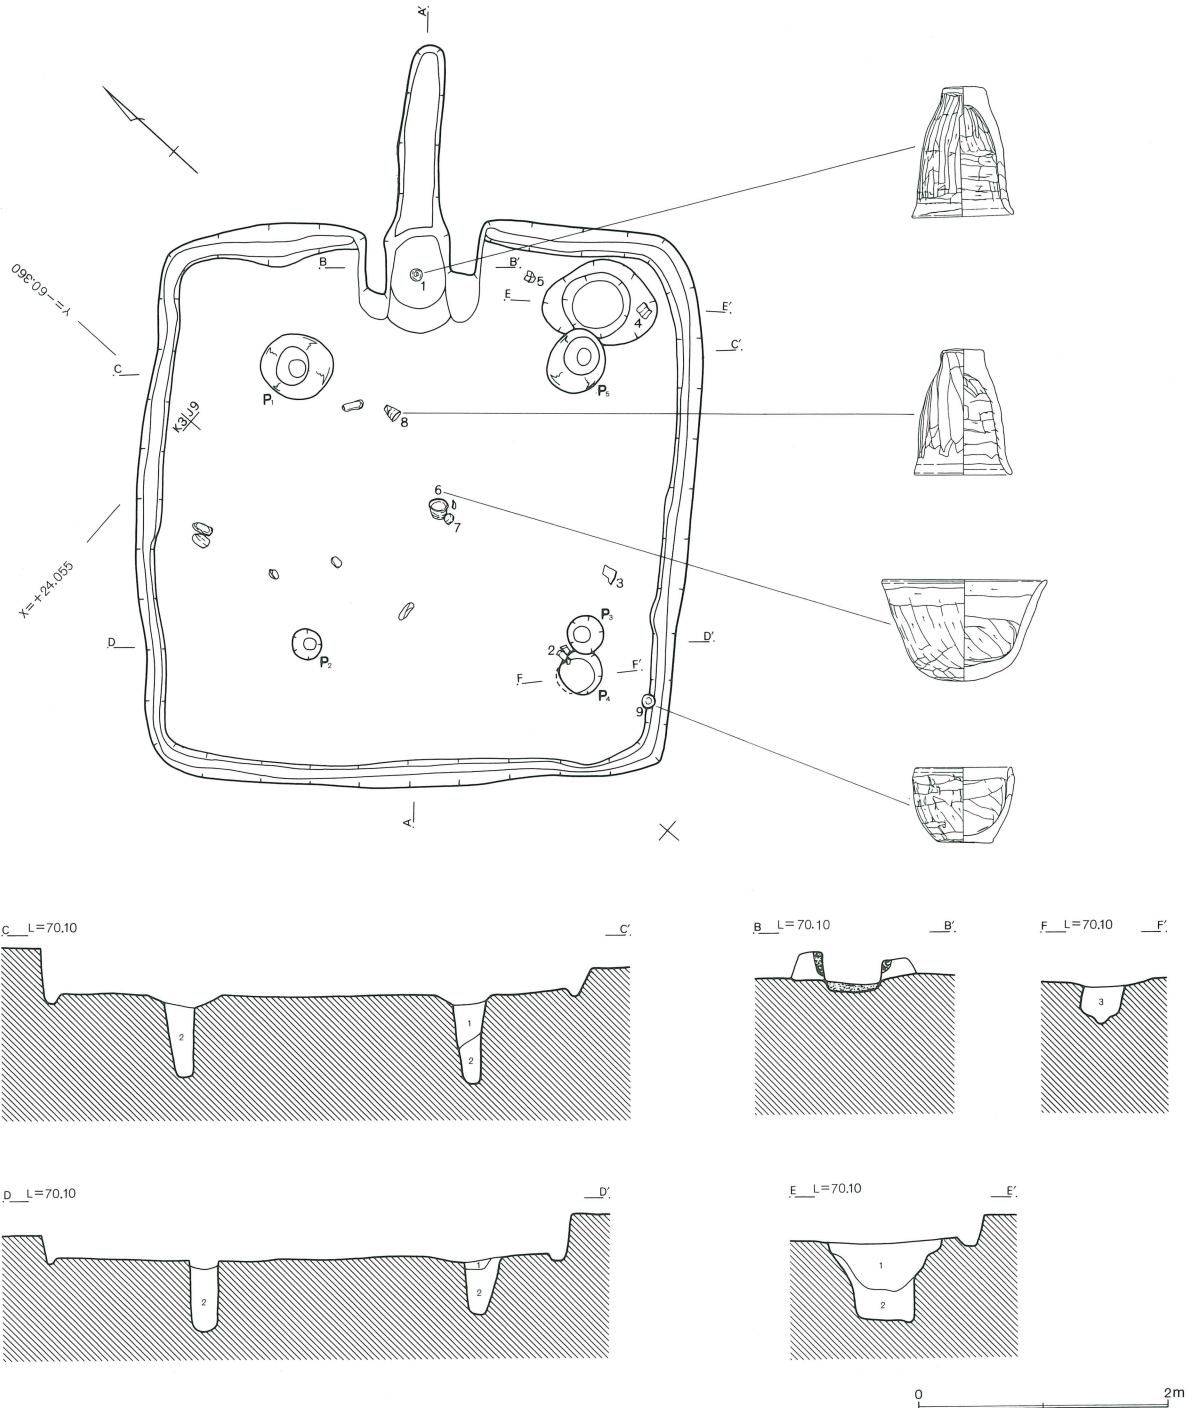 A'
Y=-60.360
B
B'
1
5
E
E'
4
C
C'
P1
P5
K3|J9
8
6
7
X=+24.055
3
D
P3
D'
P2
2
F
F'
P4
9
A
C L=70.10 C'
2
1
2
B L=70.10 B'
F L=70.10 F'
3
D L=70.10 D'
2
1
2
E L=70.10 E'
1
2
0 2m